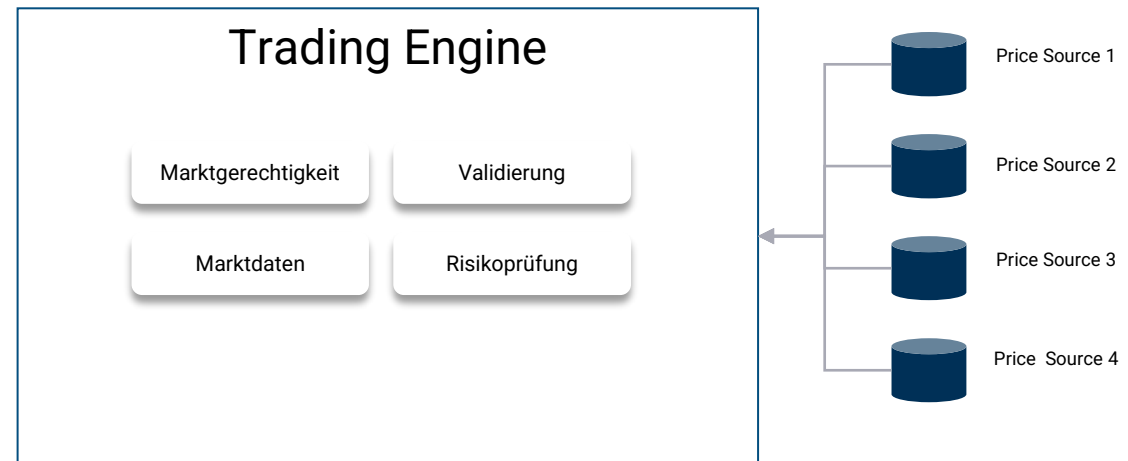 Trading Engine
Marktgerechtigkeit
Validierung
Marktdaten
Risikoprüfung
Price Source 1
Price Source 2
Price Source 3
Price Source 4